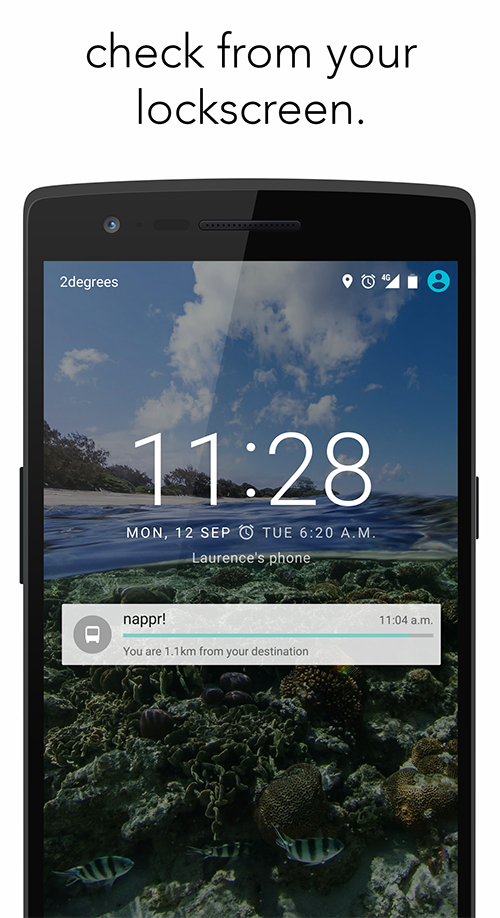 check from your
lockscreen.
2degrees
4G
11:28
MON, 12 SEP TUE 6:20 A.M.
Laurence's phone
nappr! 11:04 a.m.
You are 1.1km from your destination